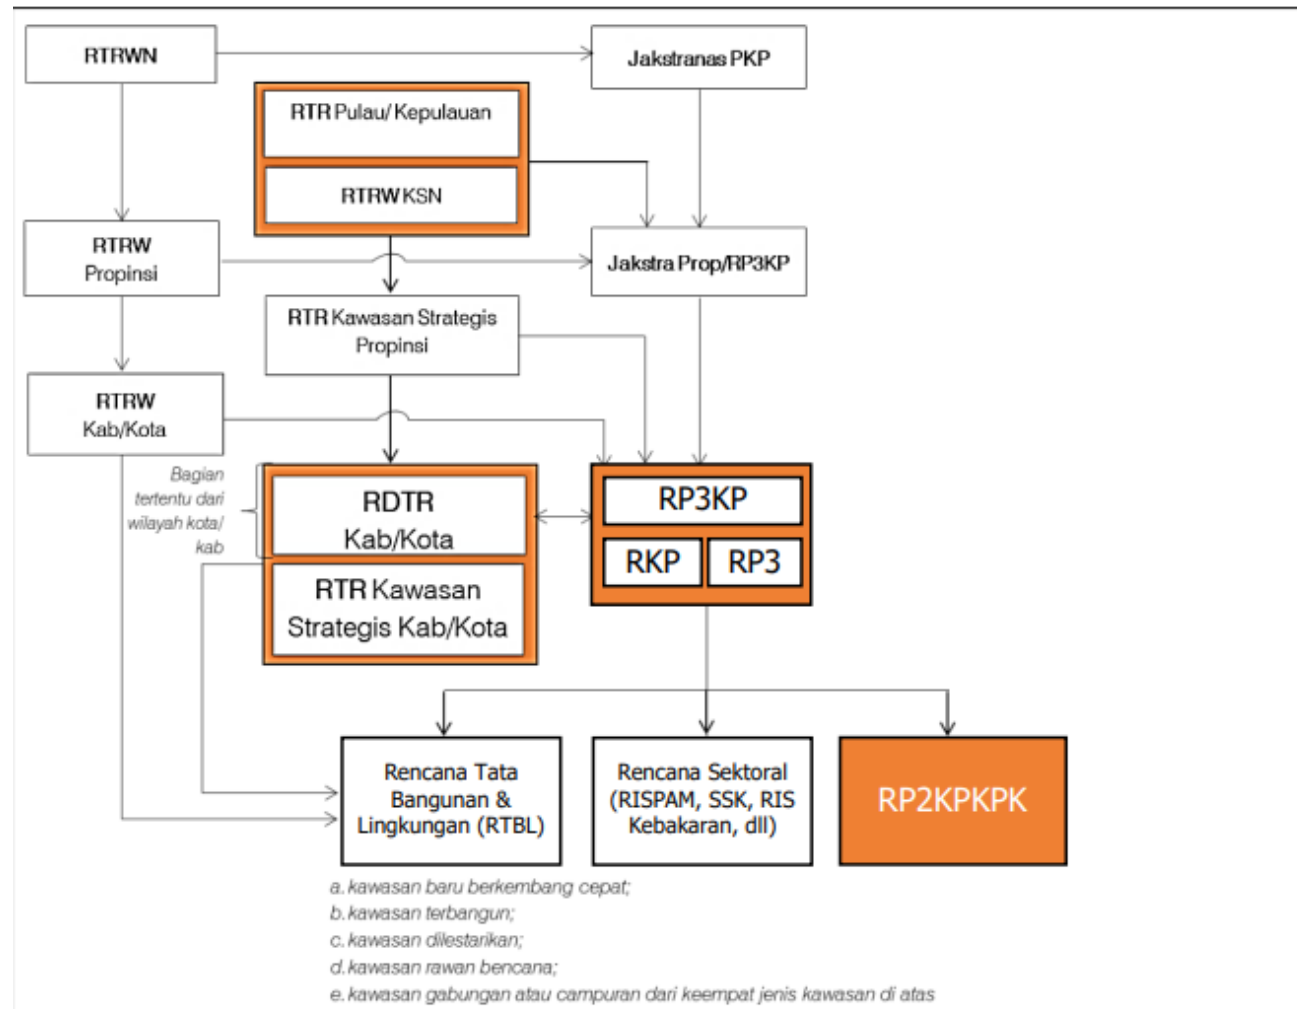 RTRWN
Jakstranas PKP
RTR Pulau/ Kepulauan
RTRW KSN
RTRW
Propinsi
Jakstra Prop/RP3KP
RTR Kawasan Strategis
Propinsi
RTRW
Kab/Kota
Bagian
tertentu dari
wilayah kota/
kab
RDTR
Kab/Kota
RTR Kawasan
Strategis Kab/Kota
RP3KP
RKP
RP3
Rencana Tata
Bangunan &
Lingkungan (RTBL)
Rencana Sektoral
(RISPAM, SSK, RIS
Kebakaran, dll)
RP2KPKPK
a. kawasan baru berkembang cepat;
b. kawasan terbangun;
c. kawasan dilestarikan;
d. kawasan rawan bencana;
e. kawasan gabungan atau campuran dari keempat jenis kawasan di atas